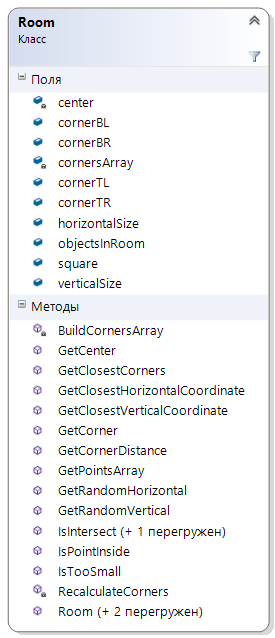 Room
Класс
Поля
center
cornerBL
cornerBR
cornersArray
cornerTL
cornerTR
horizontalSize
objectsInRoom
square
verticalSize
Методы
BuildCornersArray
GetCenter
GetClosestCorners
GetClosestHorizontalCoordinate
GetClosestVerticalCoordinate
GetCorner
GetCornerDistance
GetPointsArray
GetRandomHorizontal
GetRandomVertical
IsIntersect (+ 1 перегружен)
IsPointInside
IsTooSmall
RecalculateCorners
Room (+ 2 перегружен)